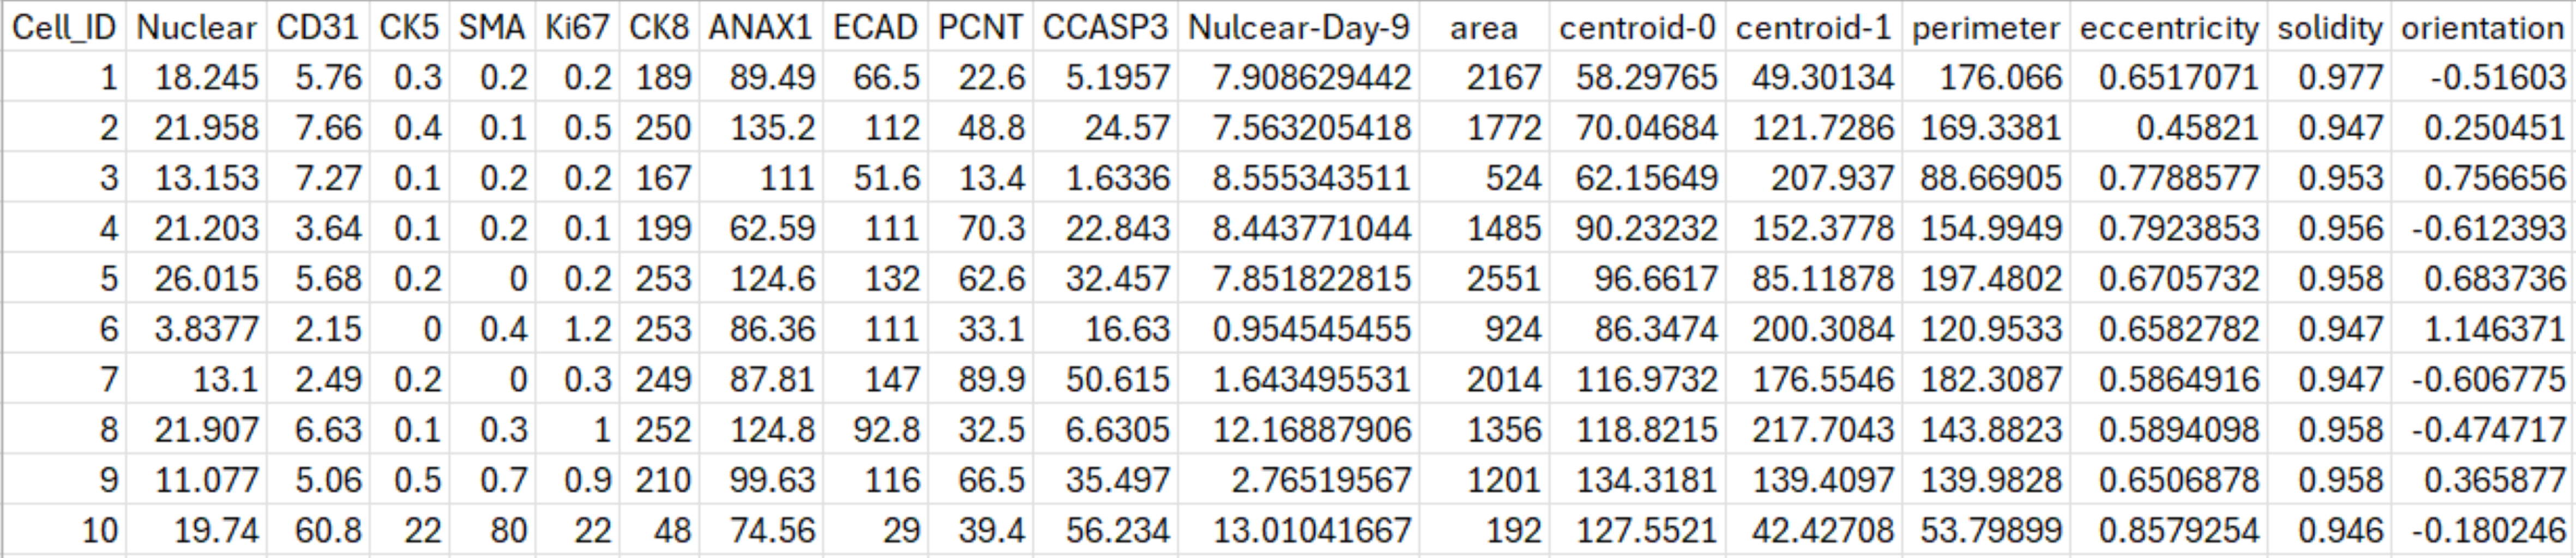 Cell_ID Nuclear CD31 CK5 SMA Ki67 CK8 ANAX1 ECAD PCNT CCASP3 Nulcear-Day-9 area centroid-0 centroid-1 perimeter eccentricity solidity orientation
1 18.245 5.76 0.3 0.2 0.2 189 89.49 66.5 22.6 5.1957 7.908629442 2167 58.29765 49.30134 176.066 0.6517071 0.977 -0.51603
2 21.958 7.66 0.4 0.1 0.5 250 135.2 112 48.8 24.57 7.563205418 1772 70.04684 121.7286 169.3381 0.45821 0.947 0.250451
3 13.153 7.27 0.1 0.2 0.2 167 111 51.6 13.4 1.6336 8.555343511 524 62.15649 207.937 88.66905 0.7788577 0.953 0.756656
4 21.203 3.64 0.1 0.2 0.1 199 62.59 111 70.3 22.843 8.443771044 1485 90.23232 152.3778 154.9949 0.7923853 0.956 -0.612393
5 26.015 5.68 0.2 0 0.2 253 124.6 132 62.6 32.457 7.851822815 2551 96.6617 85.11878 197.4802 0.6705732 0.958 0.683736
6 3.8377 2.15 0 0.4 1.2 253 86.36 111 33.1 16.63 0.954545455 924 86.3474 200.3084 120.9533 0.6582782 0.947 1.146371
7 13.1 2.49 0.2 0 0.3 249 87.81 147 89.9 50.615 1.643495531 2014 116.9732 176.5546 182.3087 0.5864916 0.947 -0.606775
8 21.907 6.63 0.1 0.3 1 252 124.8 92.8 32.5 6.6305 12.16887906 1356 118.8215 217.7043 143.8823 0.5894098 0.958 -0.474717
9 11.077 5.06 0.5 0.7 0.9 210 99.63 116 66.5 35.497 2.76519567 1201 134.3181 139.4097 139.9828 0.6506878 0.958 0.365877
10 19.74 60.8 22 80 22 48 74.56 29 39.4 56.234 13.01041667 192 127.5521 42.42708 53.79899 0.8579254 0.946 -0.180246